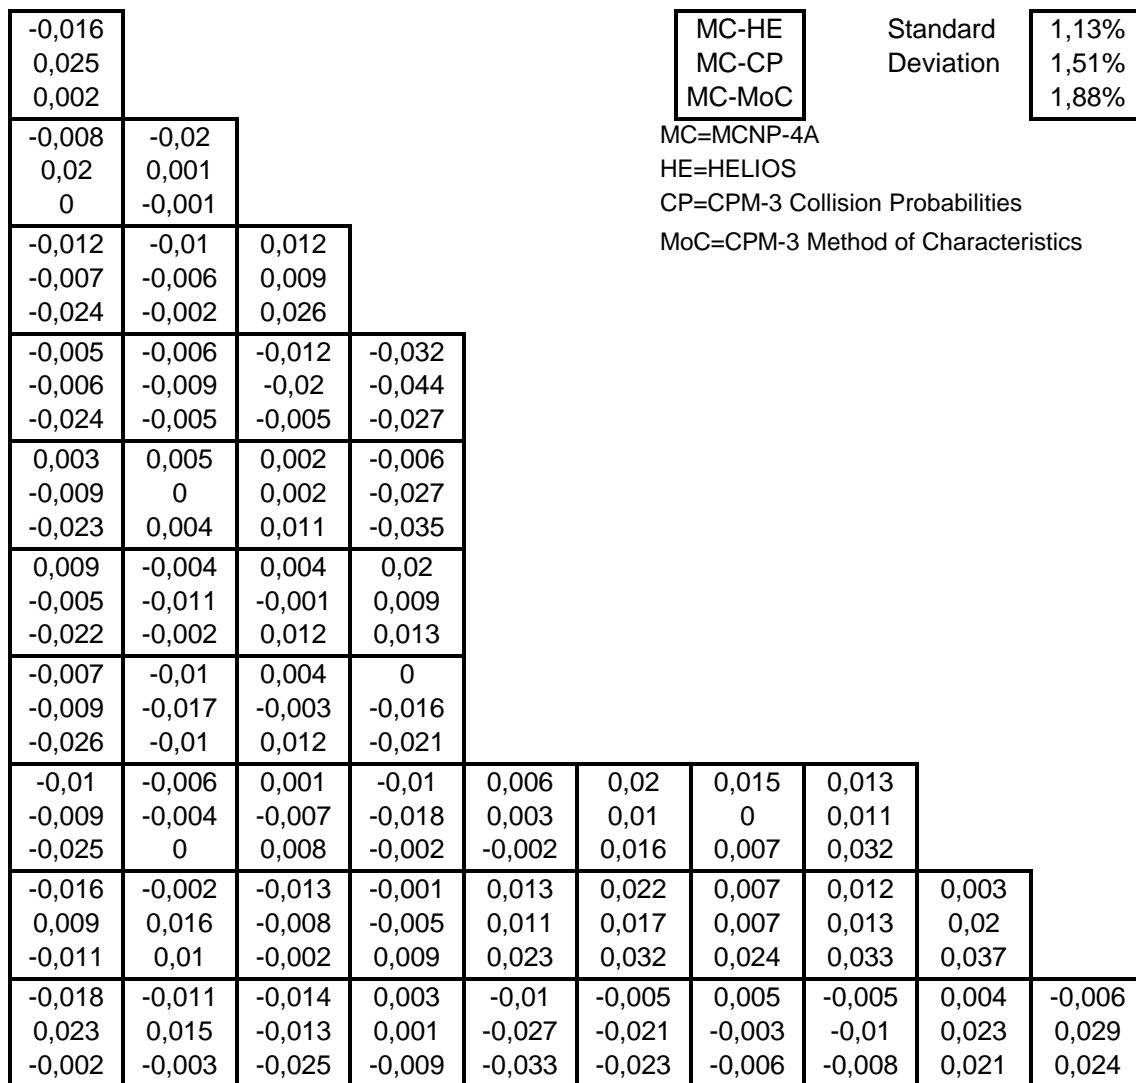 -0,016 MC-HE Standard 1,13%
0,025 MC-CP Deviation 1,51%
0,002 MC-MoC 1,88%
-0,008 -0,02 MC=MCNP-4A
0,02 0,001 HE=HELIOS
0 -0,001 CP=CPM-3 Collision Probabilities
-0,012 -0,01 0,012 MoC=CPM-3 Method of Characteristics
-0,007 -0,006 0,009
-0,024 -0,002 0,026
-0,005 -0,006 -0,012 -0,032
-0,006 -0,009 -0,02 -0,044
-0,024 -0,005 -0,005 -0,027
0,003 0,005 0,002 -0,006
-0,009 0 0,002 -0,027
-0,023 0,004 0,011 -0,035
0,009 -0,004 0,004 0,02
-0,005 -0,011 -0,001 0,009
-0,022 -0,002 0,012 0,013
-0,007 -0,01 0,004 0
-0,009 -0,017 -0,003 -0,016
-0,026 -0,01 0,012 -0,021
-0,01 -0,006 0,001 -0,01 0,006 0,02 0,015 0,013
-0,009 -0,004 -0,007 -0,018 0,003 0,01 0 0,011
-0,025 0 0,008 -0,002 -0,002 0,016 0,007 0,032
-0,016 -0,002 -0,013 -0,001 0,013 0,022 0,007 0,012 0,003
0,009 0,016 -0,008 -0,005 0,011 0,017 0,007 0,013 0,02
-0,011 0,01 -0,002 0,009 0,023 0,032 0,024 0,033 0,037
-0,018 -0,011 -0,014 0,003 -0,01 -0,005 0,005 -0,005 0,004 -0,006
0,023 0,015 -0,013 0,001 -0,027 -0,021 -0,003 -0,01 0,023 0,029
-0,002 -0,003 -0,025 -0,009 -0,033 -0,023 -0,006 -0,008 0,021 0,024